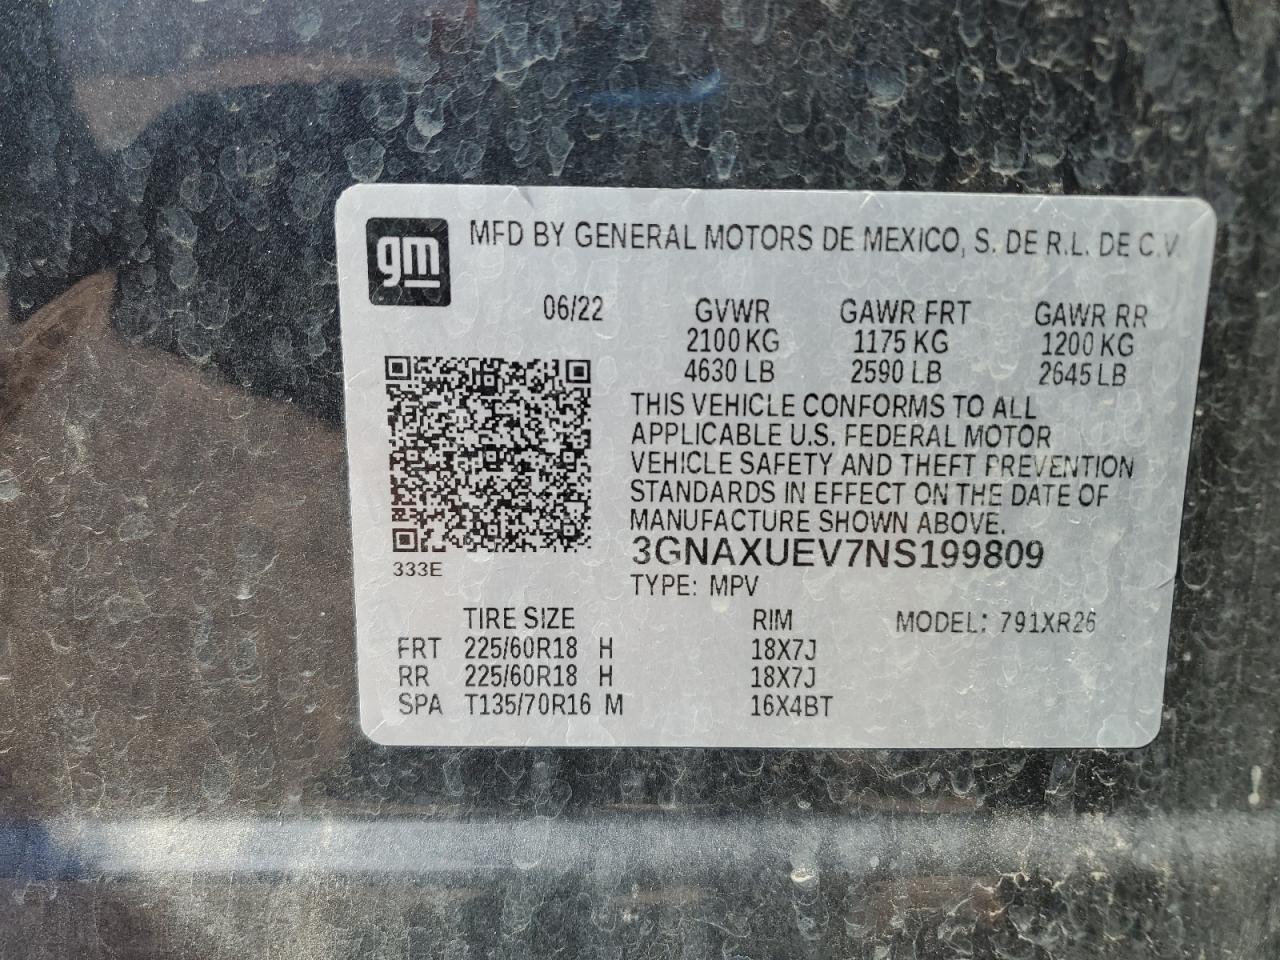 gm
MFD BY GENERAL MOTORS DE MEXICO, S. DE R.L. DE C.V.
06/22 GVWR GAWR FRT GAWR RR
2100 KG 1175 KG 1200 KG
4630 LB 2590 LB 2645 LB
THIS VEHICLE CONFORMS TO ALL
APPLICABLE U.S. FEDERAL MOTOR
VEHICLE SAFETY AND THEFT PREVENTION
STANDARDS IN EFFECT ON THE DATE OF
MANUFACTURE SHOWN ABOVE.
3GNAXUEV7NS199809
333E
TYPE: MPV
TIRE SIZE RIM MODEL: 791XR26
FRT 225/60R18 H 18X7J
RR 225/60R18 H 18X7J
SPA T135/70R16 M 16X4BT